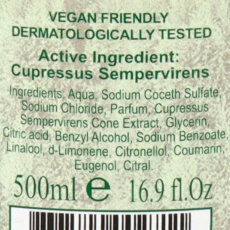 VEGAN FRIENDLY
DERMATOLOGICALLY TESTED
Active Ingredient:
Cupressus Sempervirens
Ingredients: Aqua, Sodium Coceth Sulfate,
Sodium Chloride, Parfum, Cupressus
Sempervirens Cone Extract, Glycerin,
Citric acid, Benzyl Alcohol, Sodium Benzoate,
Linalool, d-Limonene, Citronellol, Coumarin,
Eugenol, Citral.
500ml e 16.9 fl.Oz